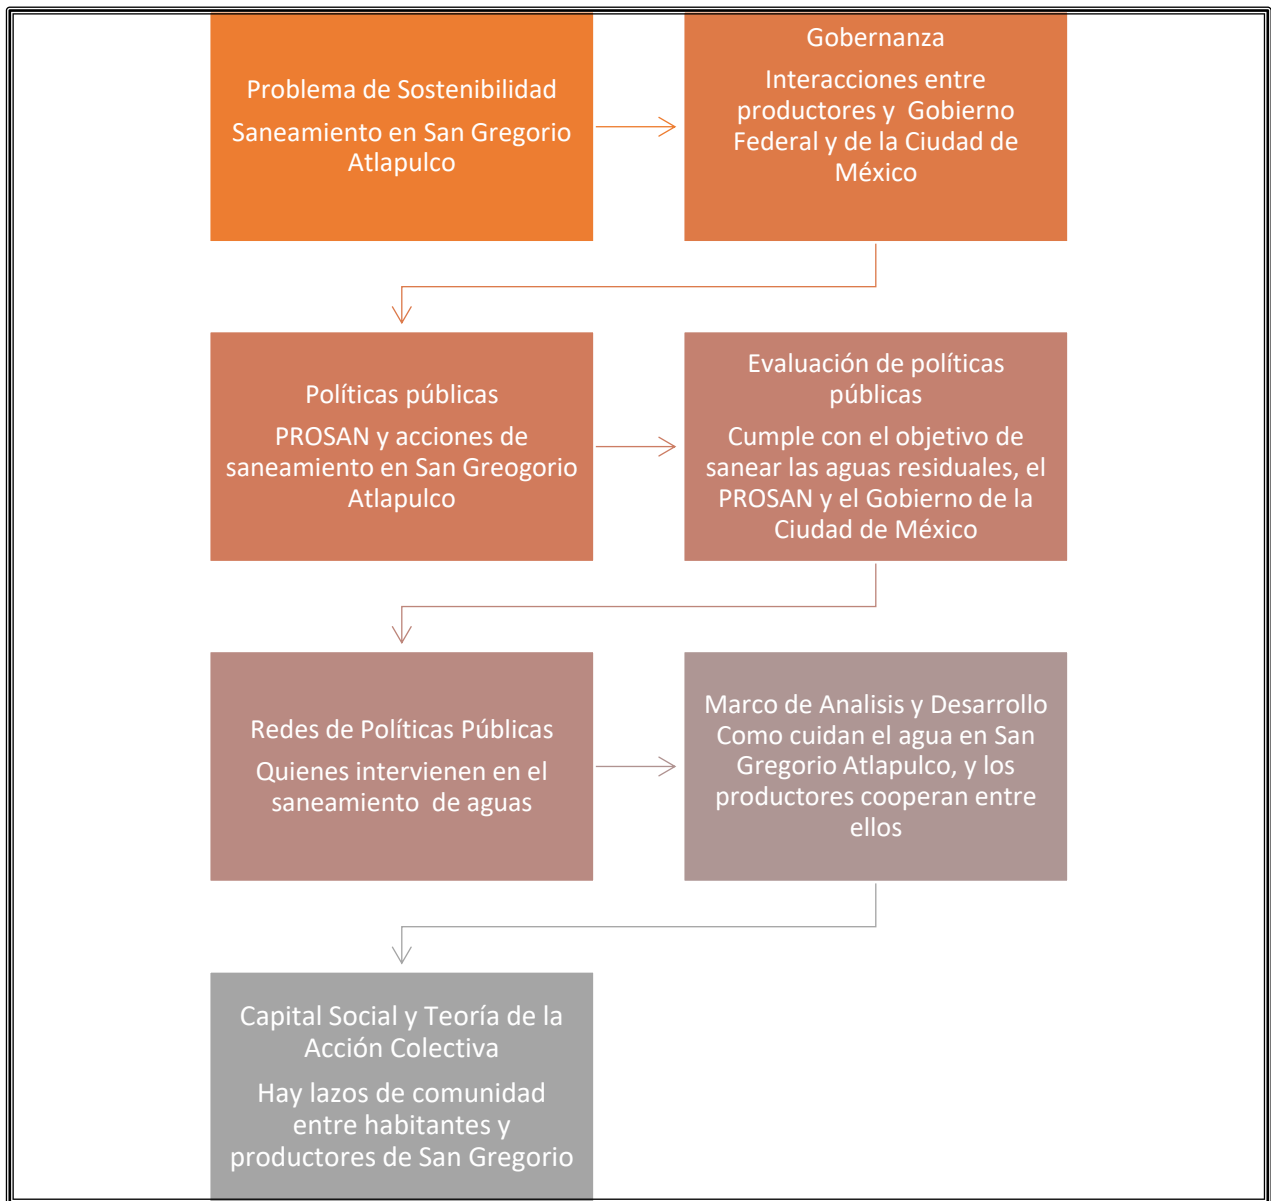 Problema de Sostenibilidad
Saneamiento en San Gregorio
Atlapulco
Gobernanza
Interacciones entre
productores y Gobierno
Federal y de la Ciudad de
México
Políticas públicas
PROSAN y acciones de
saneamiento en San Greogorio
Atlapulco
Evaluación de políticas
públicas
Cumple con el objetivo de
sanear las aguas residuales, el
PROSAN y el Gobierno de la
Ciudad de México
Redes de Políticas Públicas
Quienes intervienen en el
saneamiento de aguas
Marco de Analisis y Desarrollo
Como cuidan el agua en San
Gregorio Atlapulco, y los
productores cooperan entre
ellos
Capital Social y Teoría de la
Acción Colectiva
Hay lazos de comunidad
entre habitantes y
productores de San Gregorio